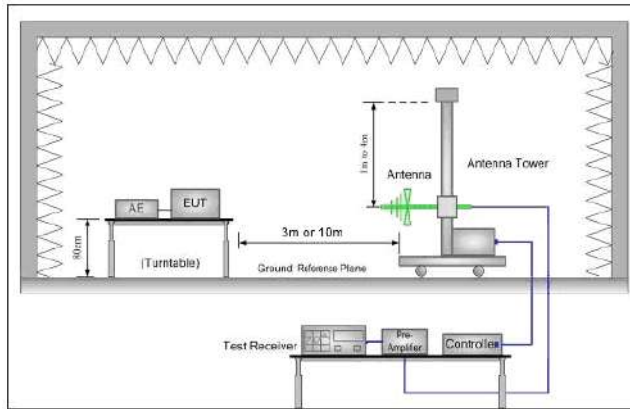 1m to 4m
Antenna
Antenna Tower
AE
EUT
80cm
(Turntable)
3m or 10m
Ground Reference Plane
Test Receiver
Pre-
Amplifer
Controller